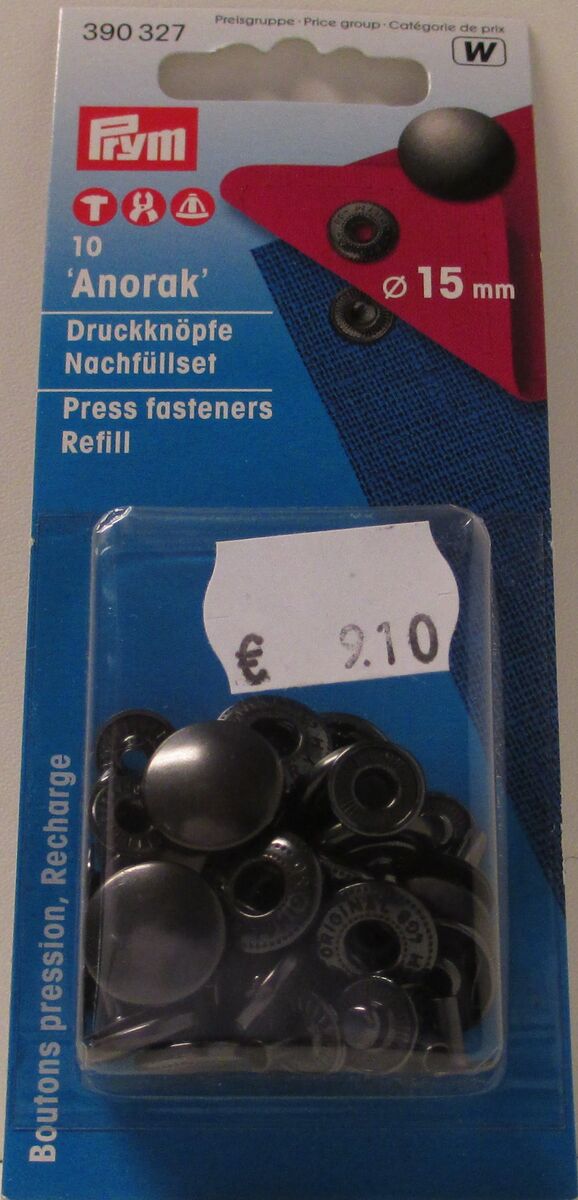 390 327
Preisgruppe · Price group · Catégorie de prix
W
Prym
10
'Anorak'
Ø 15 mm
Druckknöpfe
Nachfüllset
Press fasteners
Refill
€ 9.10
Boutons pression, Recharge
ORIGINAL